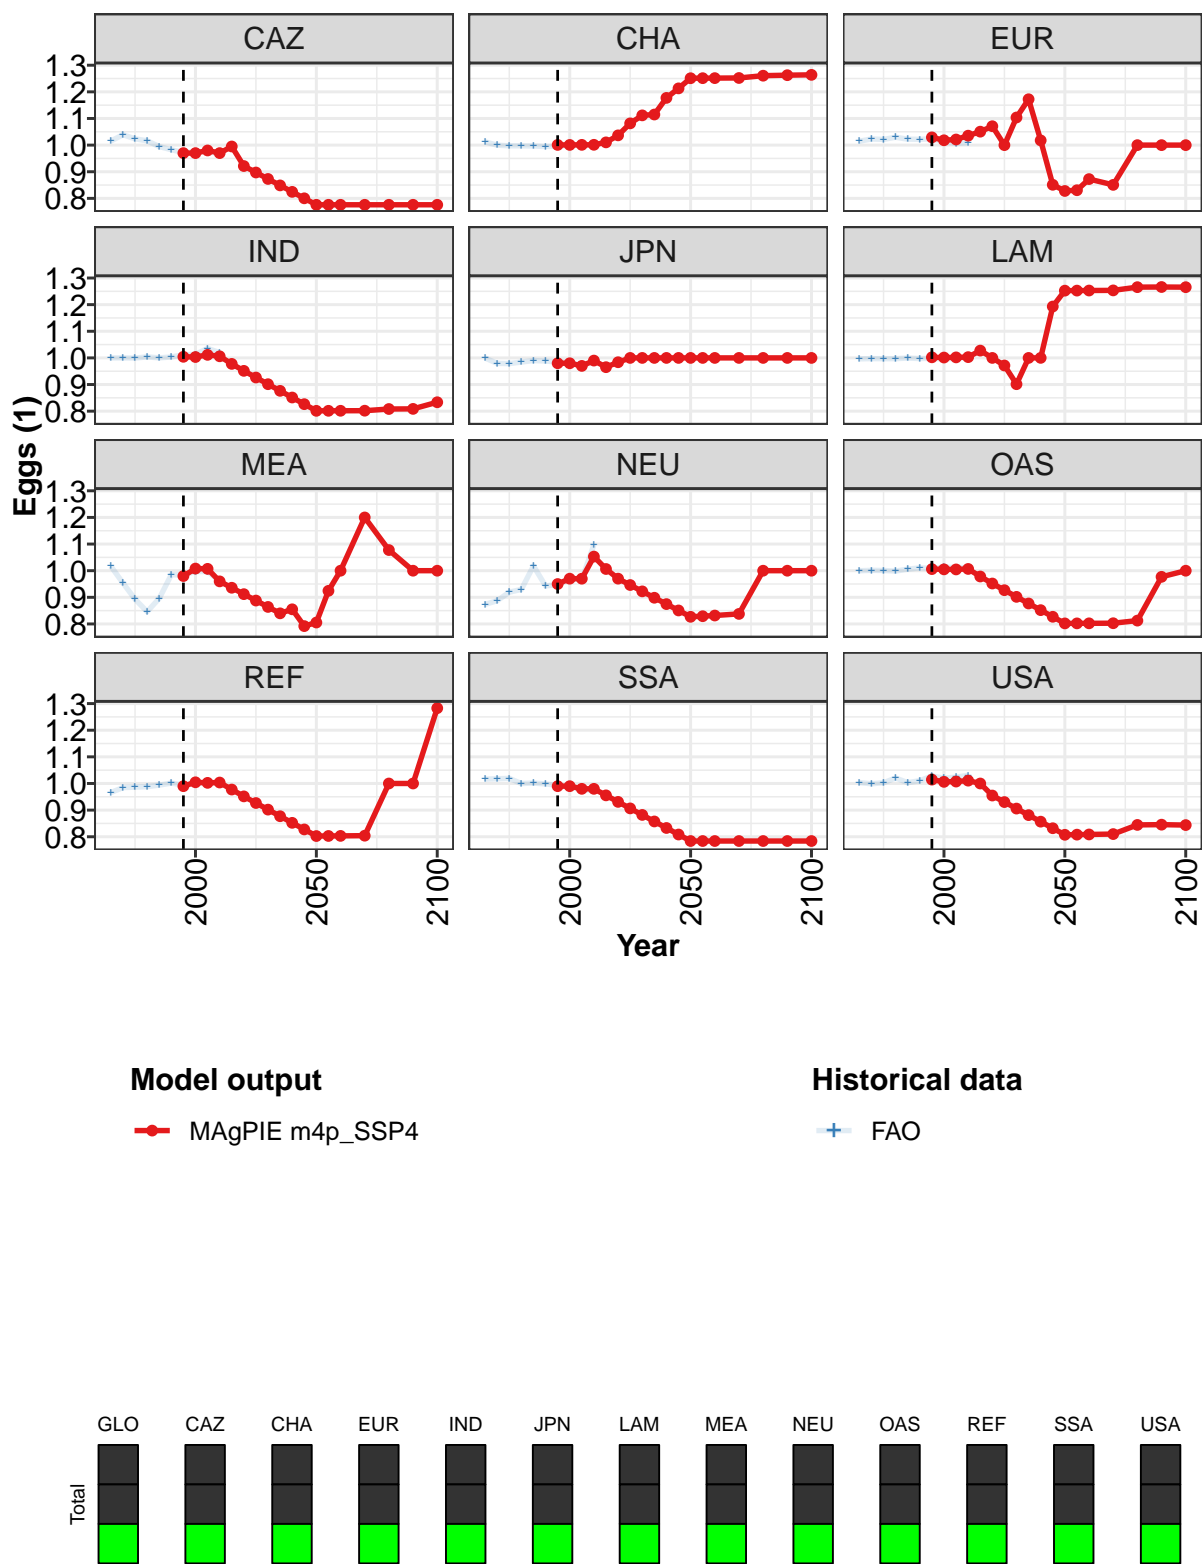 CAZ CHA EUR
1.3
1.2
1.1
1.0
0.9
0.8
IND JPN LAM
1.3
1.2
1.1
1.0
0.9
0.8
Eggs (1)
MEA NEU OAS
1.3
1.2
1.1
1.0
0.9
0.8
REF SSA USA
1.3
1.2
1.1
1.0
0.9
0.8
2000 2050 2100 2000 2050 2100 2000 2050 2100
Year
Model output Historical data
MAgPIE m4p_SSP4 FAO
GLO CAZ CHA EUR IND JPN LAM MEA NEU OAS REF SSA USA
Total